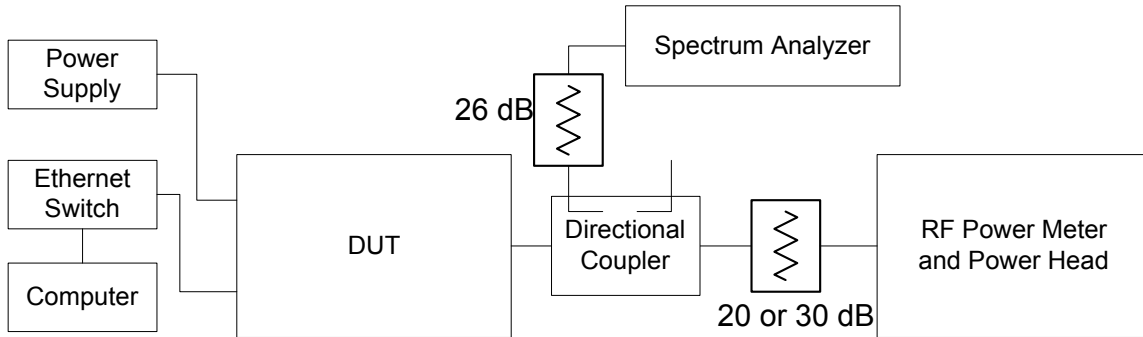 Power
Supply
Spectrum Analyzer
26 dB
Ethernet
Switch
DUT
Directional
Coupler
RF Power Meter
and Power Head
Computer
20 or 30 dB